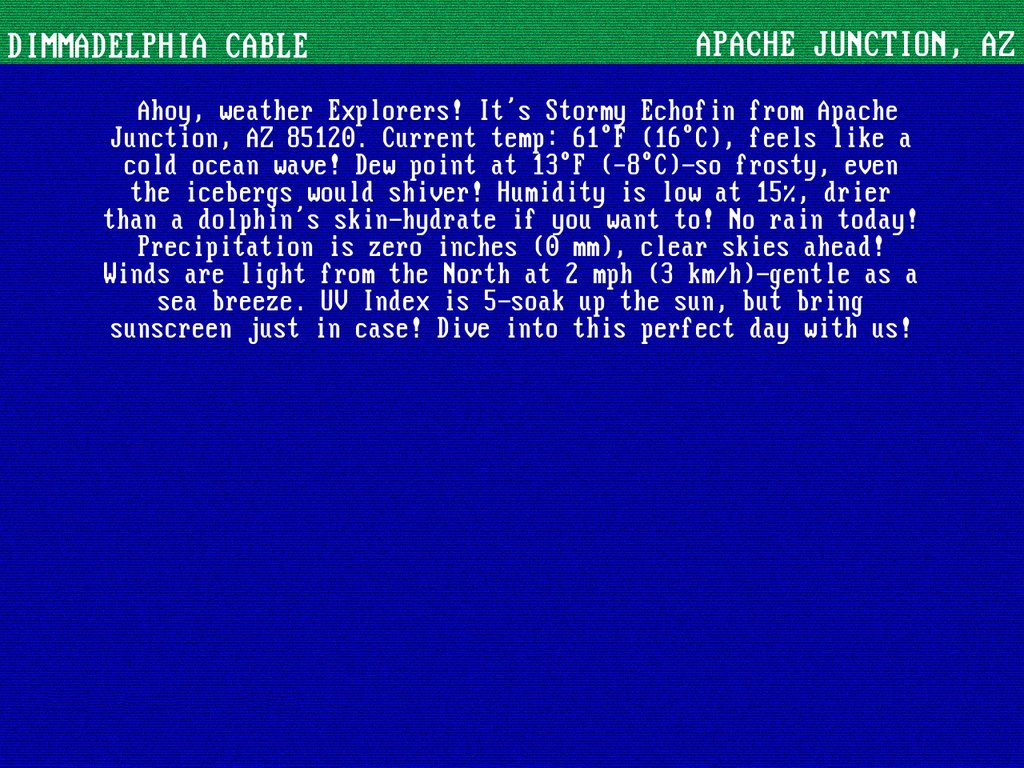 DIMMADELPHIA CABLE
APACHE JUNCTION, AZ
Ahoy, weather Explorers! It's Stormy Echofin from Apache
Junction, AZ 85120. Current temp: 61°F (16°C), feels like a
cold ocean wave! Dew point at 13°F (-8°C)-so frosty, even
the icebergs would shiver! Humidity is low at 15%, drier
than a dolphin's skin-hydrate if you want to! No rain today!
Precipitation is zero inches (0 mm), clear skies ahead!
Winds are light from the North at 2 mph (3 km/h)-gentle as a
sea breeze. UV Index is 5-soak up the sun, but bring
sunscreen just in case! Dive into this perfect day with us!